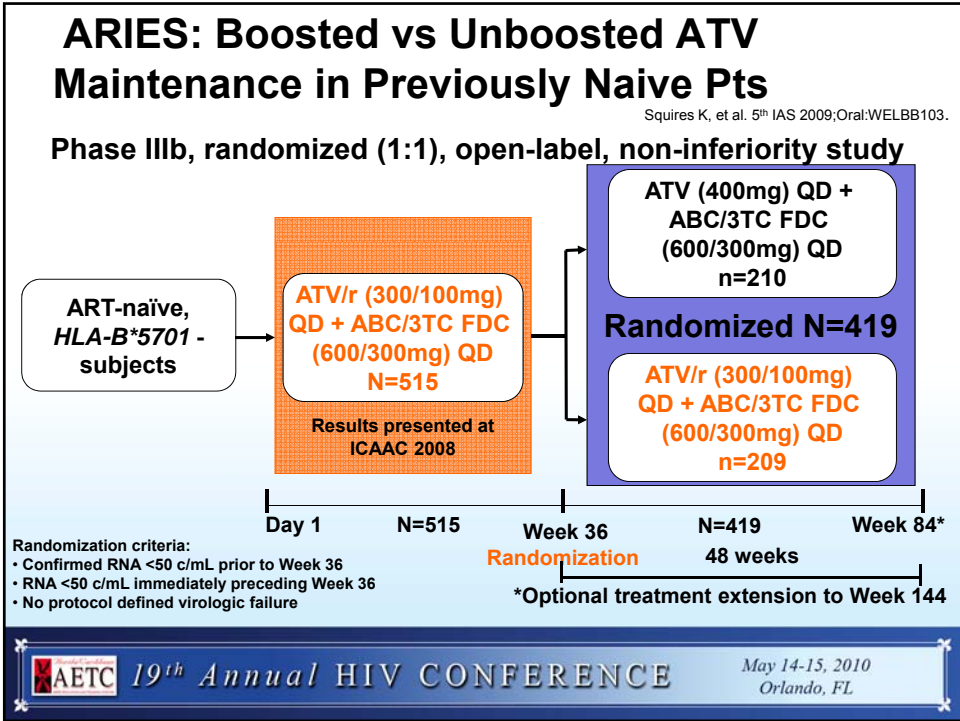 ARIES: Boosted vs Unboosted ATV
Maintenance in Previously Naive Pts
Squires K, et al. 5th IAS 2009;Oral:WELBB103.
Phase IIIb, randomized (1:1), open-label, non-inferiority study
ART-naïve,
HLA-B*5701 -
subjects
ATV/r (300/100mg)
QD + ABC/3TC FDC
(600/300mg) QD
N=515
Results presented at
ICAAC 2008
ATV (400mg) QD +
ABC/3TC FDC
(600/300mg) QD
n=210
Randomized N=419
ATV/r (300/100mg)
QD + ABC/3TC FDC
(600/300mg) QD
n=209
Day 1 N=515 Week 36 N=419 Week 84*
Randomization 48 weeks
Randomization criteria:
• Confirmed RNA <50 c/mL prior to Week 36
• RNA <50 c/mL immediately preceding Week 36
• No protocol defined virologic failure
*Optional treatment extension to Week 144
AETC 19th Annual HIV CONFERENCE
May 14-15, 2010
Orlando, FL